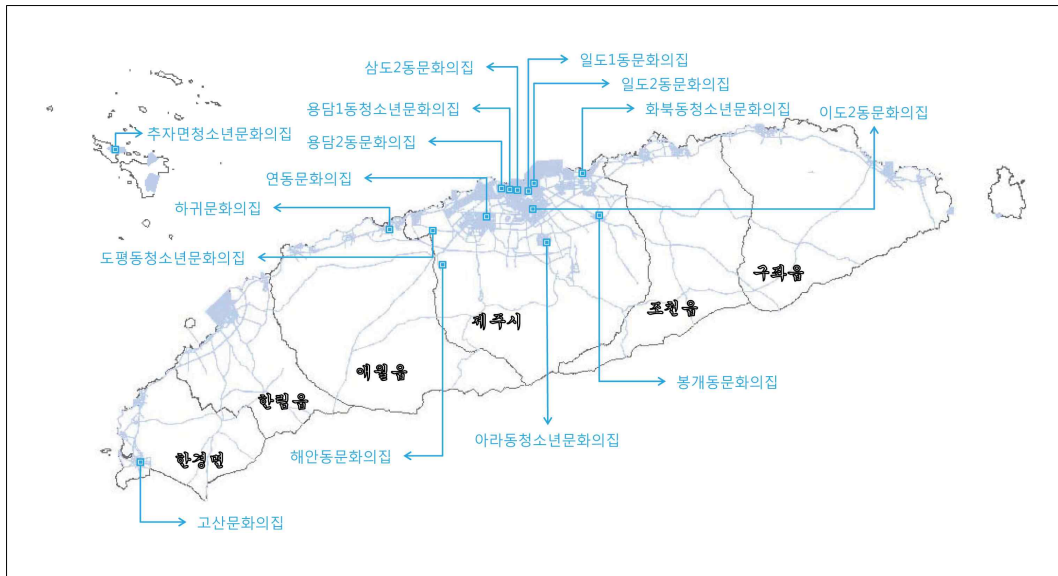 일도1동문화의집
삼도2동문화의집
일도2동문화의집
용담1동청소년문화의집
화북동청소년문화의집
이도2동문화의집
추자면청소년문화의집
용담2동문화의집
연동문화의집
하귀문화의집
도평동청소년문화의집
구좌읍
조천읍
제주시
애월읍
봉개동문화의집
한림읍
아라동청소년문화의집
해안동문화의집
한경면
고산문화의집